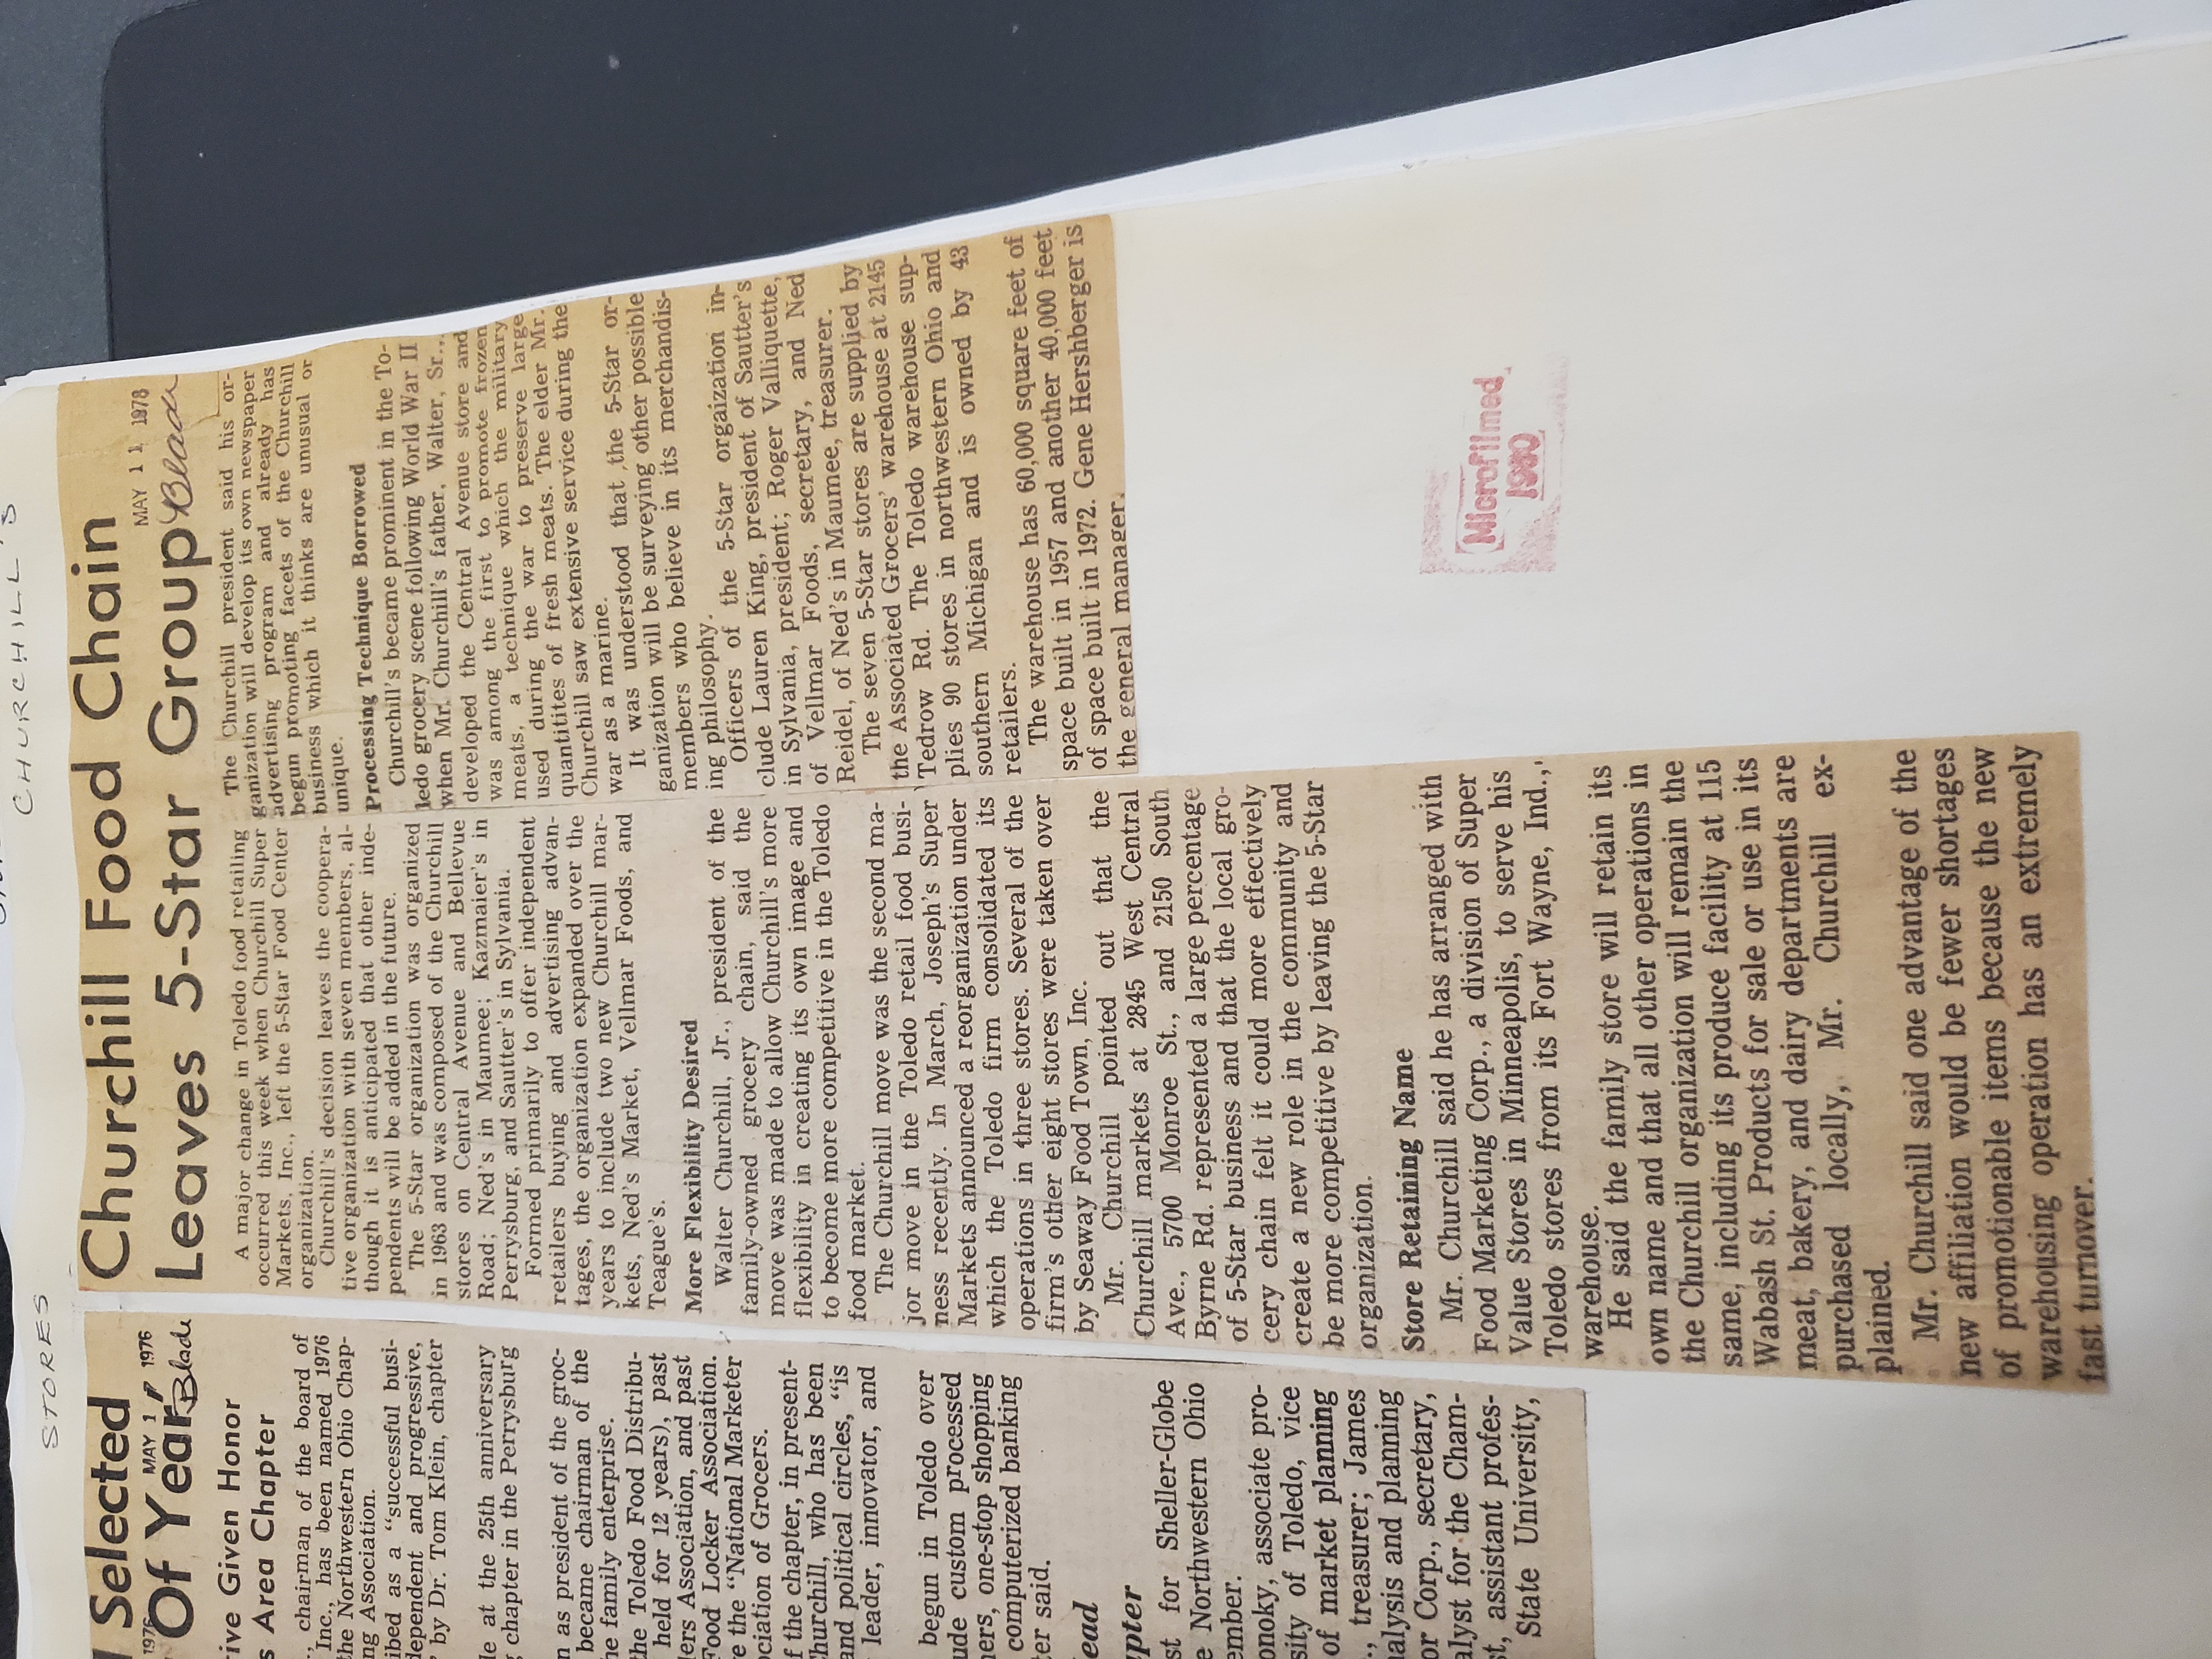 STORES
CHURCHILL'S
Selected
Of Year'
1976
MAY 1 1976
Blade
rive Given Honor
s Area Chapter
, chairman of the board of
Inc., has been named 1976
the Northwestern Ohio Chap-
ing Association.
ibed as a "successful busi-
dependent and progressive,
' by Dr. Tom Klein, chapter
le at the 25th anniversary
chapter in the Perrysburg
n as president of the groc-
became chairman of the
he family enterprise.
the Toledo Food Distribu-
held for 12 years), past
lers Association, and past
Food Locker Association.
re the "National Marketer
ociation of Grocers.
f the chapter, in present-
Churchill, who has been
and political circles, "is
leader, innovator, and
begun in Toledo over
ude custom processed
ners, one-stop shopping
computerized banking
ter said.
ead
pter
st for Sheller-Globe
e Northwestern Ohio
ember.
onoky, associate pro-
sity of Toledo, vice
of market planning
., treasurer; James
alysis and planning
or Corp., secretary,
alyst for the Cham-
st, assistant profes-
State University,
Churchill Food Chain
Leaves 5-Star Group
MAY 11 1978
Blade
A major change in Toledo food retailing
occurred this week when Churchill Super
Markets, Inc., left the 5-Star Food Center
organization.
Churchill's decision leaves the coopera-
tive organization with seven members, al-
though it is anticipated that other inde-
pendents will be added in the future.
The 5-Star organization was organized
in 1963 and was composed of the Churchill
stores on Central Avenue and Bellevue
Road; Ned's in Maumee; Kazmaier's in
Perrysburg, and Sautter's in Sylvania.
Formed primarily to offer independent
retailers buying and advertising advan-
tages, the organization expanded over the
years to include two new Churchill mar-
kets, Ned's Market, Vellmar Foods, and
Teague's.
More Flexibility Desired
Walter Churchill, Jr., president of the
family-owned grocery chain, said the
move was made to allow Churchill's more
flexibility in creating its own image and
to become more competitive in the Toledo
food market.
The Churchill move was the second ma-
jor move in the Toledo retail food busi-
ness recently. In March, Joseph's Super
Markets announced a reorganization under
which the Toledo firm consolidated its
operations in three stores. Several of the
firm's other eight stores were taken over
by Seaway Food Town, Inc.
Mr. Churchill pointed out that the
Churchill markets at 2845 West Central
Ave., 5700 Monroe St., and 2150 South
Byrne Rd. represented a large percentage
of 5-Star business and that the local gro-
cery chain felt it could more effectively
create a new role in the community and
be more competitive by leaving the 5-Star
organization.
Store Retaining Name
Mr. Churchill said he has arranged with
Food Marketing Corp., a division of Super
Value Stores in Minneapolis, to serve his
Toledo stores from its Fort Wayne, Ind.,
warehouse.
He said the family store will retain its
own name and that all other operations in
the Churchill organization will remain the
same, including its produce facility at 115
Wabash St. Products for sale or use in its
meat, bakery, and dairy departments are
purchased locally, Mr. Churchill ex-
plained.
Mr. Churchill said one advantage of the
new affiliation would be fewer shortages
of promotionable items because the new
warehousing operation has an extremely
fast turnover.
The Churchill president said his or-
ganization will develop its own newspaper
advertising program and already has
begun promoting facets of the Churchill
business which it thinks are unusual or
unique.
Processing Technique Borrowed
Churchill's became prominent in the To-
ledo grocery scene following World War II
when Mr. Churchill's father, Walter, Sr.,
developed the Central Avenue store and
was among the first to promote frozen
meats, a technique which the military
used during the war to preserve large
quantitites of fresh meats. The elder Mr.
Churchill saw extensive service during the
war as a marine.
It was understood that the 5-Star or-
ganization will be surveying other possible
members who believe in its merchandis-
ing philosophy.
Officers of the 5-Star orgaization in-
clude Lauren King, president of Sautter's
in Sylvania, president; Roger Valliquette,
of Vellmar Foods, secretary, and Ned
Reidel, of Ned's in Maumee, treasurer.
The seven 5-Star stores are supplied by
the Associated Grocers' warehouse at 2145
Tedrow Rd. The Toledo warehouse sup-
plies 90 stores in northwestern Ohio and
southern Michigan and is owned by 43
retailers.
The warehouse has 60,000 square feet of
space built in 1957 and another 40,000 feet
of space built in 1972. Gene Hershberger is
the general manager.
Microfilmed
1980